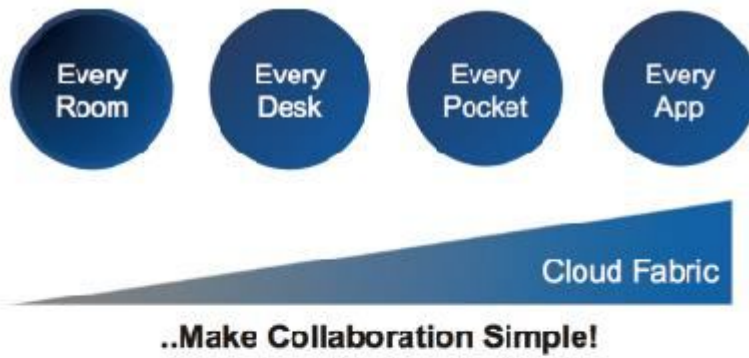 Every
Room
Every
Desk
Every
Pocket
Every
App
Cloud Fabric
..Make Collaboration Simple!